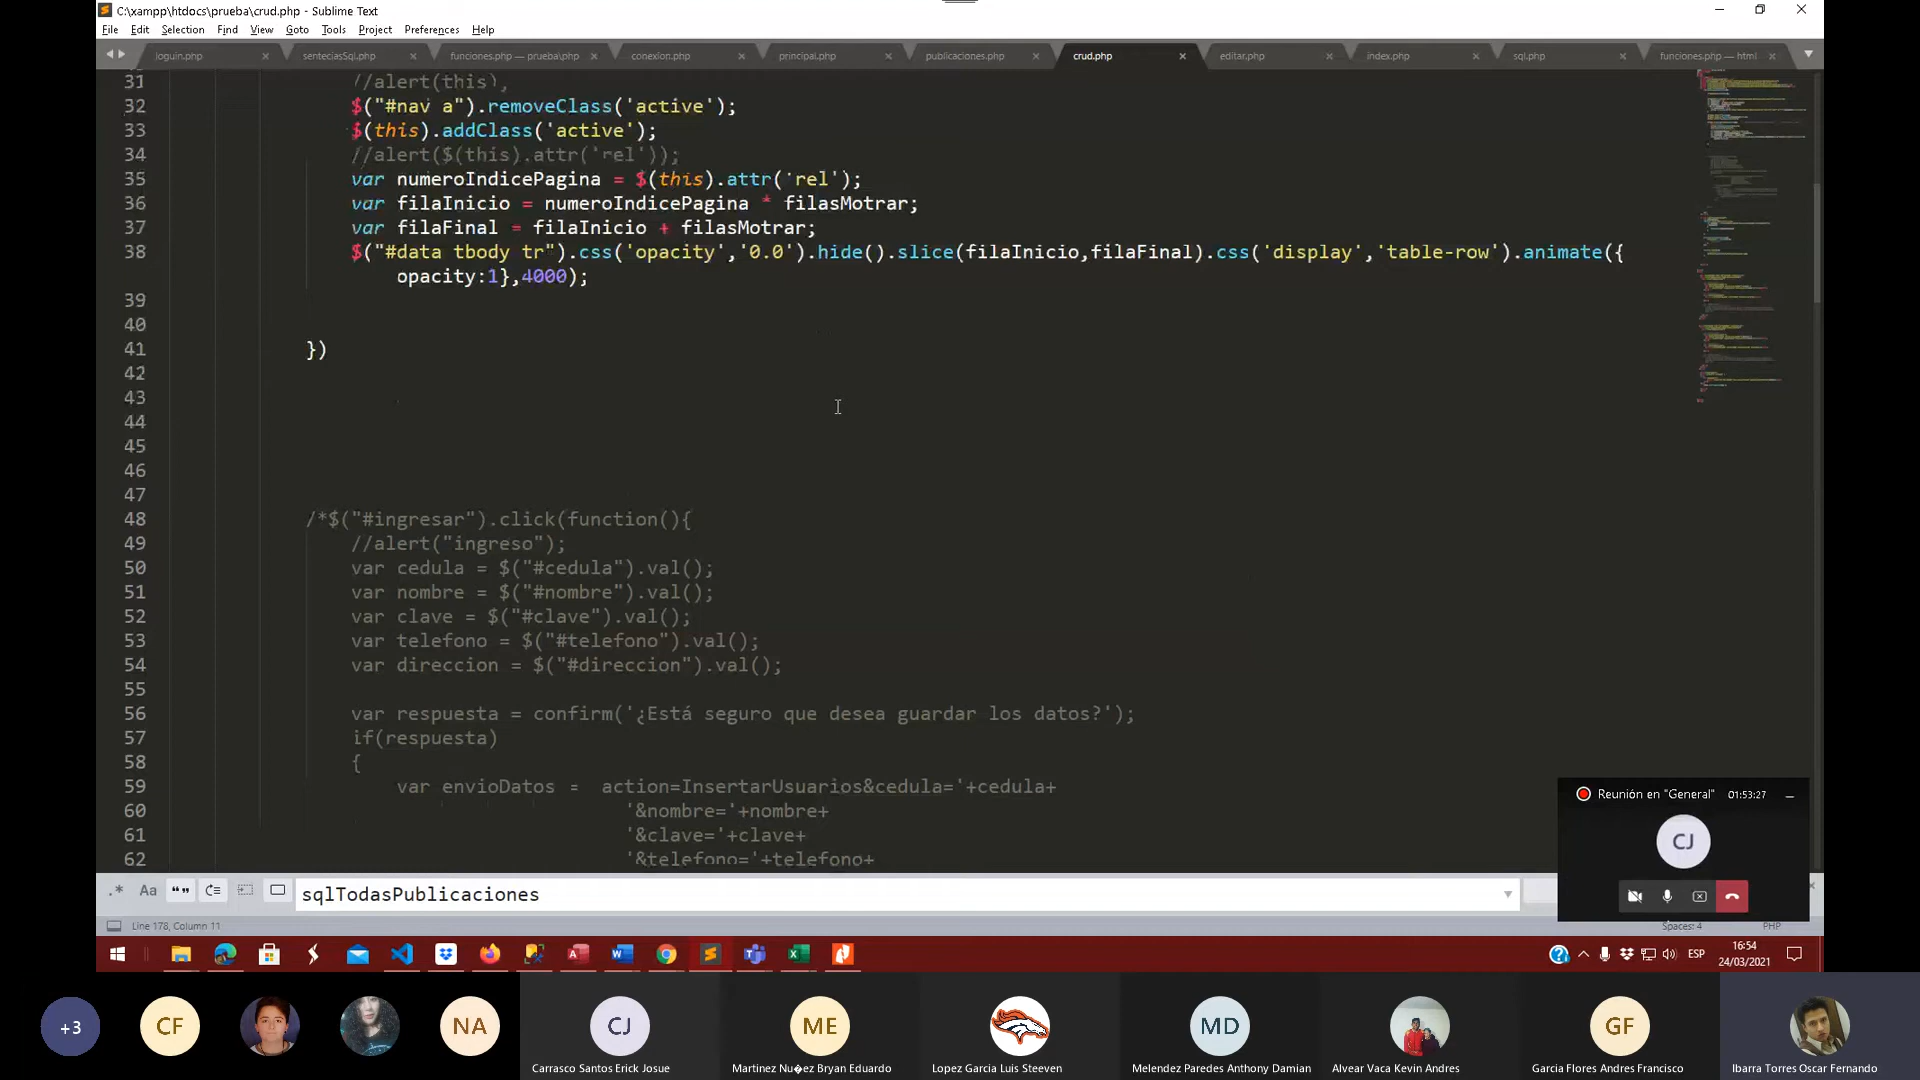 C:\xampp\htdocs\prueba\crud.php - Sublime Text
File Edit Selection Find View Goto Tools Project Preferences Help
loguin.php senteciasSql.php funciones.php — prueba\php conexion.php principal.php publicaciones.php crud.php editar.php index.php sql.php funciones.php — html
31 //alert(this);
32 $("#nav a").removeClass('active');
33 $(this).addClass('active');
34 //alert($(this).attr('rel'));
35 var numeroIndicePagina = $(this).attr('rel');
36 var filaInicio = numeroIndicePagina * filasMotrar;
37 var filaFinal = filaInicio + filasMotrar;
38 $("#data tbody tr").css('opacity','0.0').hide().slice(filaInicio,filaFinal).css('display','table-row').animate({
opacity:1},4000);
39
40
41 })
42
43
44
45
46
47
48 /*$("#ingresar").click(function(){
49 //alert("ingreso");
50 var cedula = $("#cedula").val();
51 var nombre = $("#nombre").val();
52 var clave = $("#clave").val();
53 var telefono = $("#telefono").val();
54 var direccion = $("#direccion").val();
55
56 var respuesta = confirm('¿Está seguro que desea guardar los datos?');
57 if(respuesta)
58 {
59 var envioDatos = action=InsertarUsuarios&cedula='+cedula+
60 '&nombre='+nombre+
61 '&clave='+clave+
62 '&telefono='+telefono+
Reunión en "General" 01:53:27
CJ
.* Aa sqlTodasPublicaciones
Line 178, Column 11 Spaces: 4 PHP
ESP 16:54
24/03/2021
+3 CF NA CJ ME MD GF
Carrasco Santos Erick Josue Martinez Nu�ez Bryan Eduardo Lopez Garcia Luis Steeven Melendez Paredes Anthony Damian Alvear Vaca Kevin Andres Garcia Flores Andres Francisco Ibarra Torres Oscar Fernando